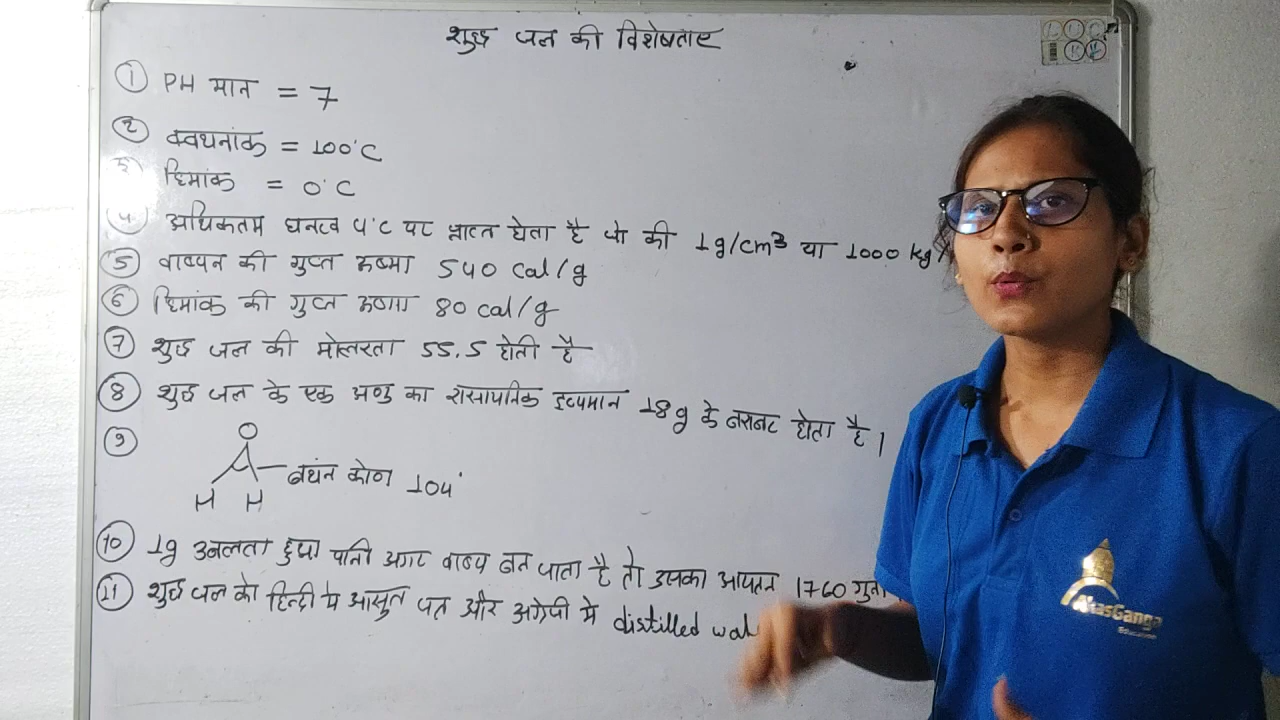 शुद्ध जल की विशेषताए
① PH मान = 7
② क्वथनांक = 100°C
③ हिमांक = 0°C
④ अधिकतम घनत्व 4°C पर प्राप्त होता है जो की 1g/cm³ या 1000 kg/
⑤ वाष्पन की गुप्त ऊष्मा 540 cal/g
⑥ हिमांक की गुप्त ऊष्मा 80 cal/g
⑦ शुद्ध जल की मोलरता 55.5 होती है
⑧ शुद्ध जल के एक अणु का रासायनिक द्रव्यमान 18g के बराबर होता है।
⑨
O
बंधन कोण 104°
H H
⑩ 1g उबलता हुआ पानी अगर वाष्प बन जाता है तो उसका आयतन 1760 गुना
⑪ शुद्ध जल को हिन्दी मे आसुत जल और अंग्रेजी मे distilled wat
AkasGanga
Education